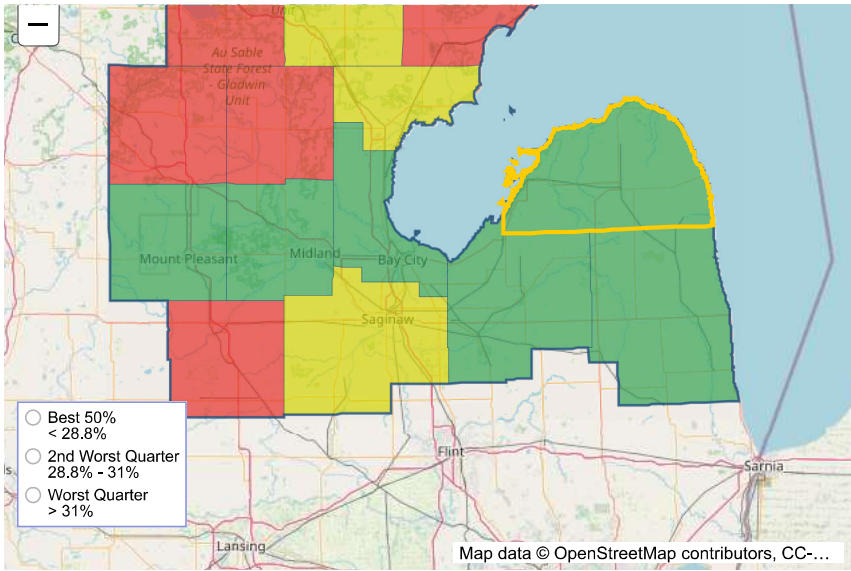 Unit
Au Sable
State Forest
- Gladwin
Unit
Mount Pleasant
Midland
Bay City
Saginaw
Best 50%
< 28.8%
2nd Worst Quarter
28.8% - 31%
Worst Quarter
> 31%
Flint
Sarnia
Lansing
Map data © OpenStreetMap contributors, CC-...